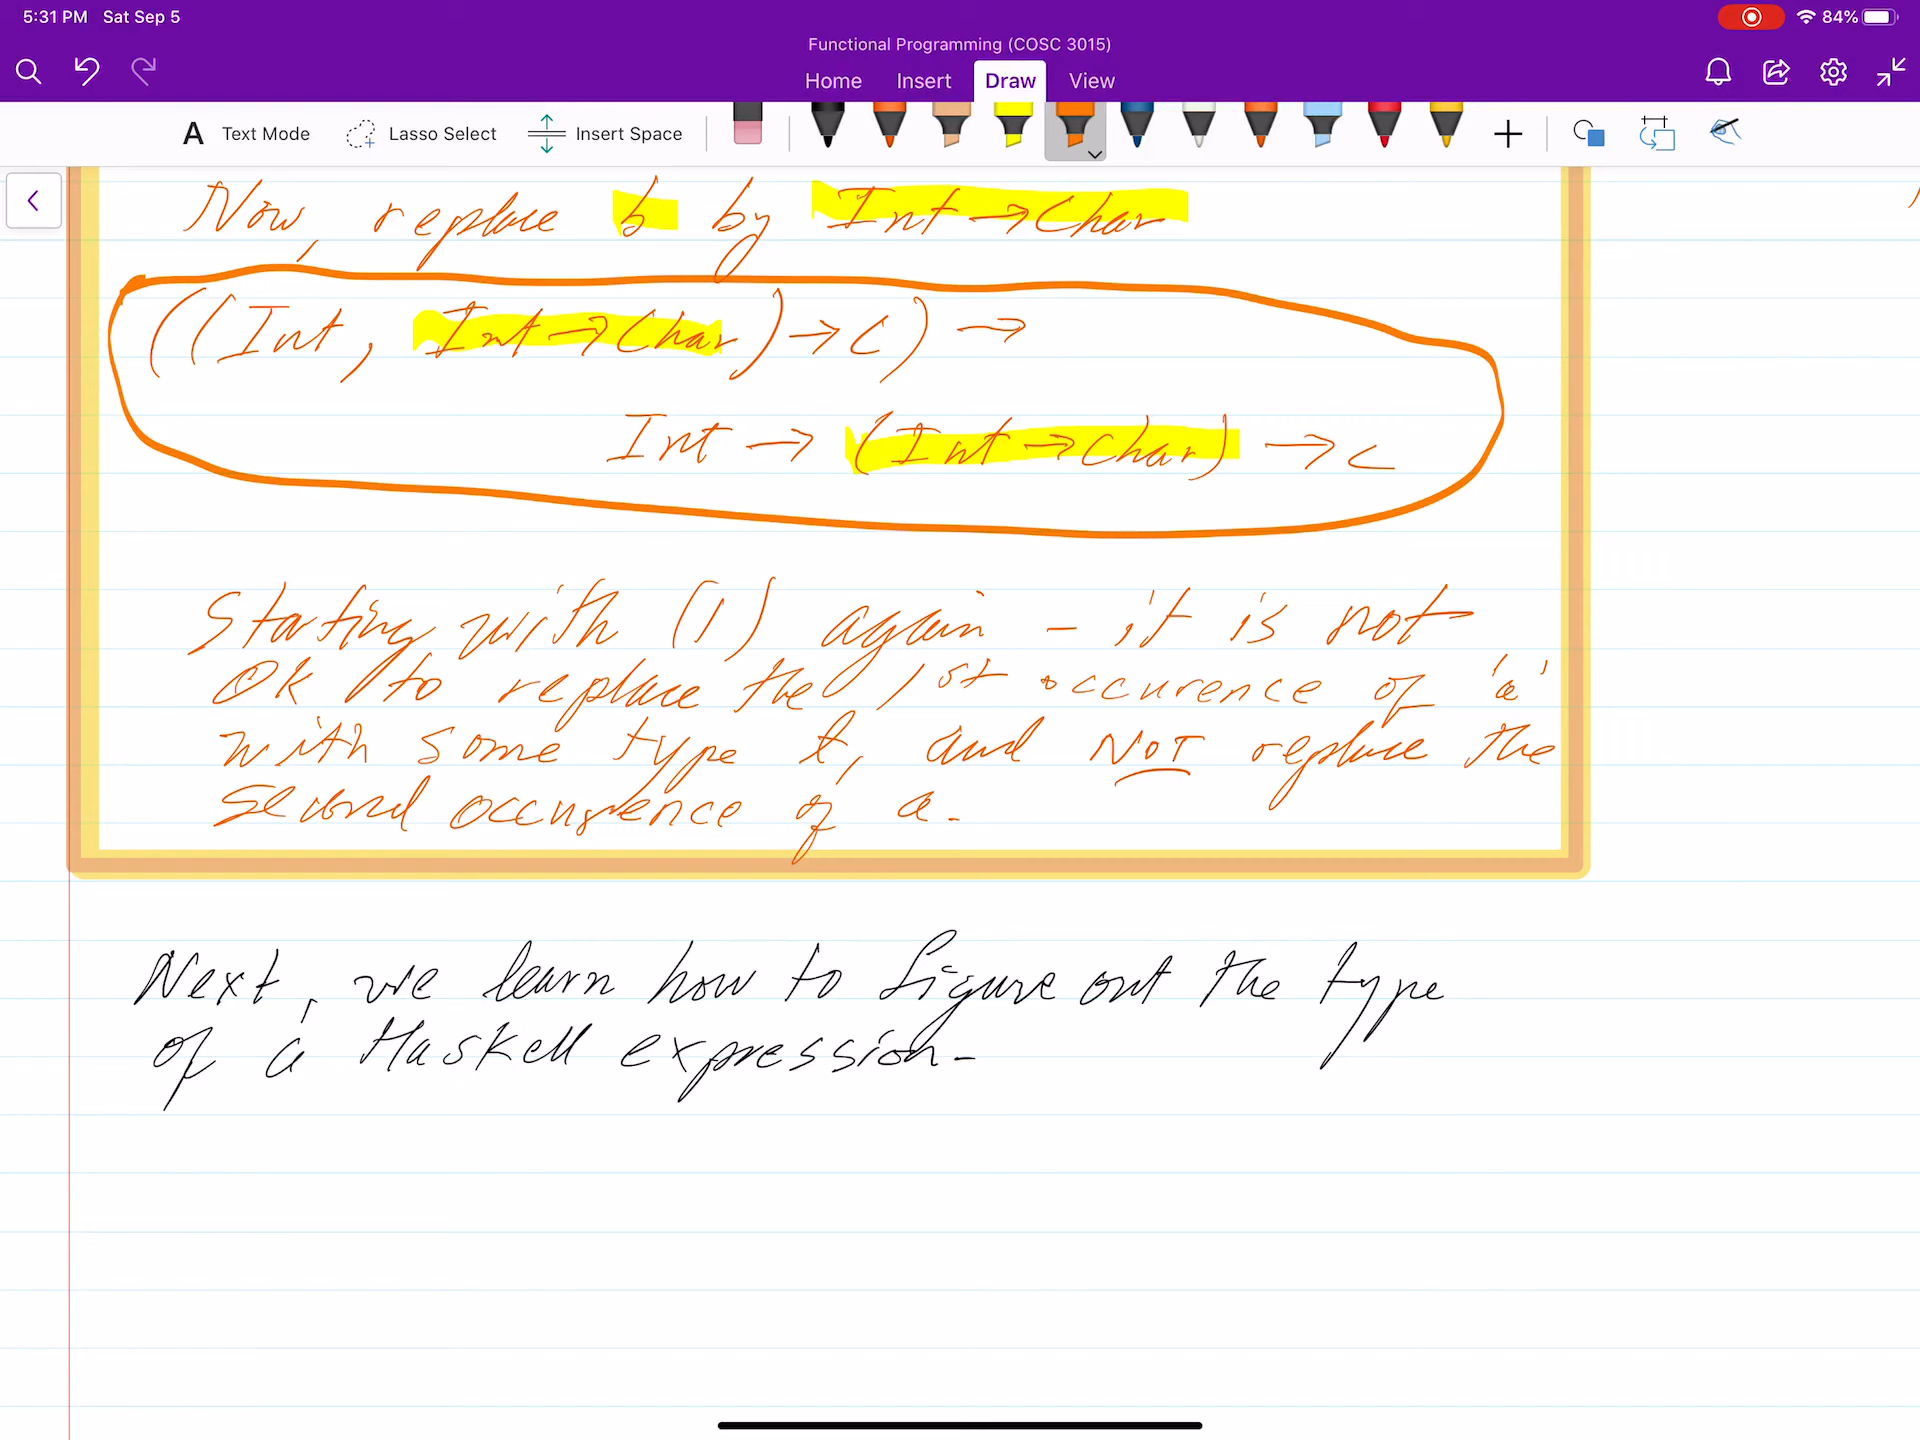 5:31 PM Sat Sep 5
84%
Functional Programming (COSC 3015)
Home Insert Draw View
A Text Mode Lasso Select Insert Space
Now, replace b by Int → Char
((Int, Int → Char) → c) →
Int → (Int → Char) → c
Starting with (1) again - it is not
Ok to replace the 1st occurence of 'a'
with some type t, and NOT replace the
second occurence of a.
Next, we learn how to figure out the type
of a Haskell expression.